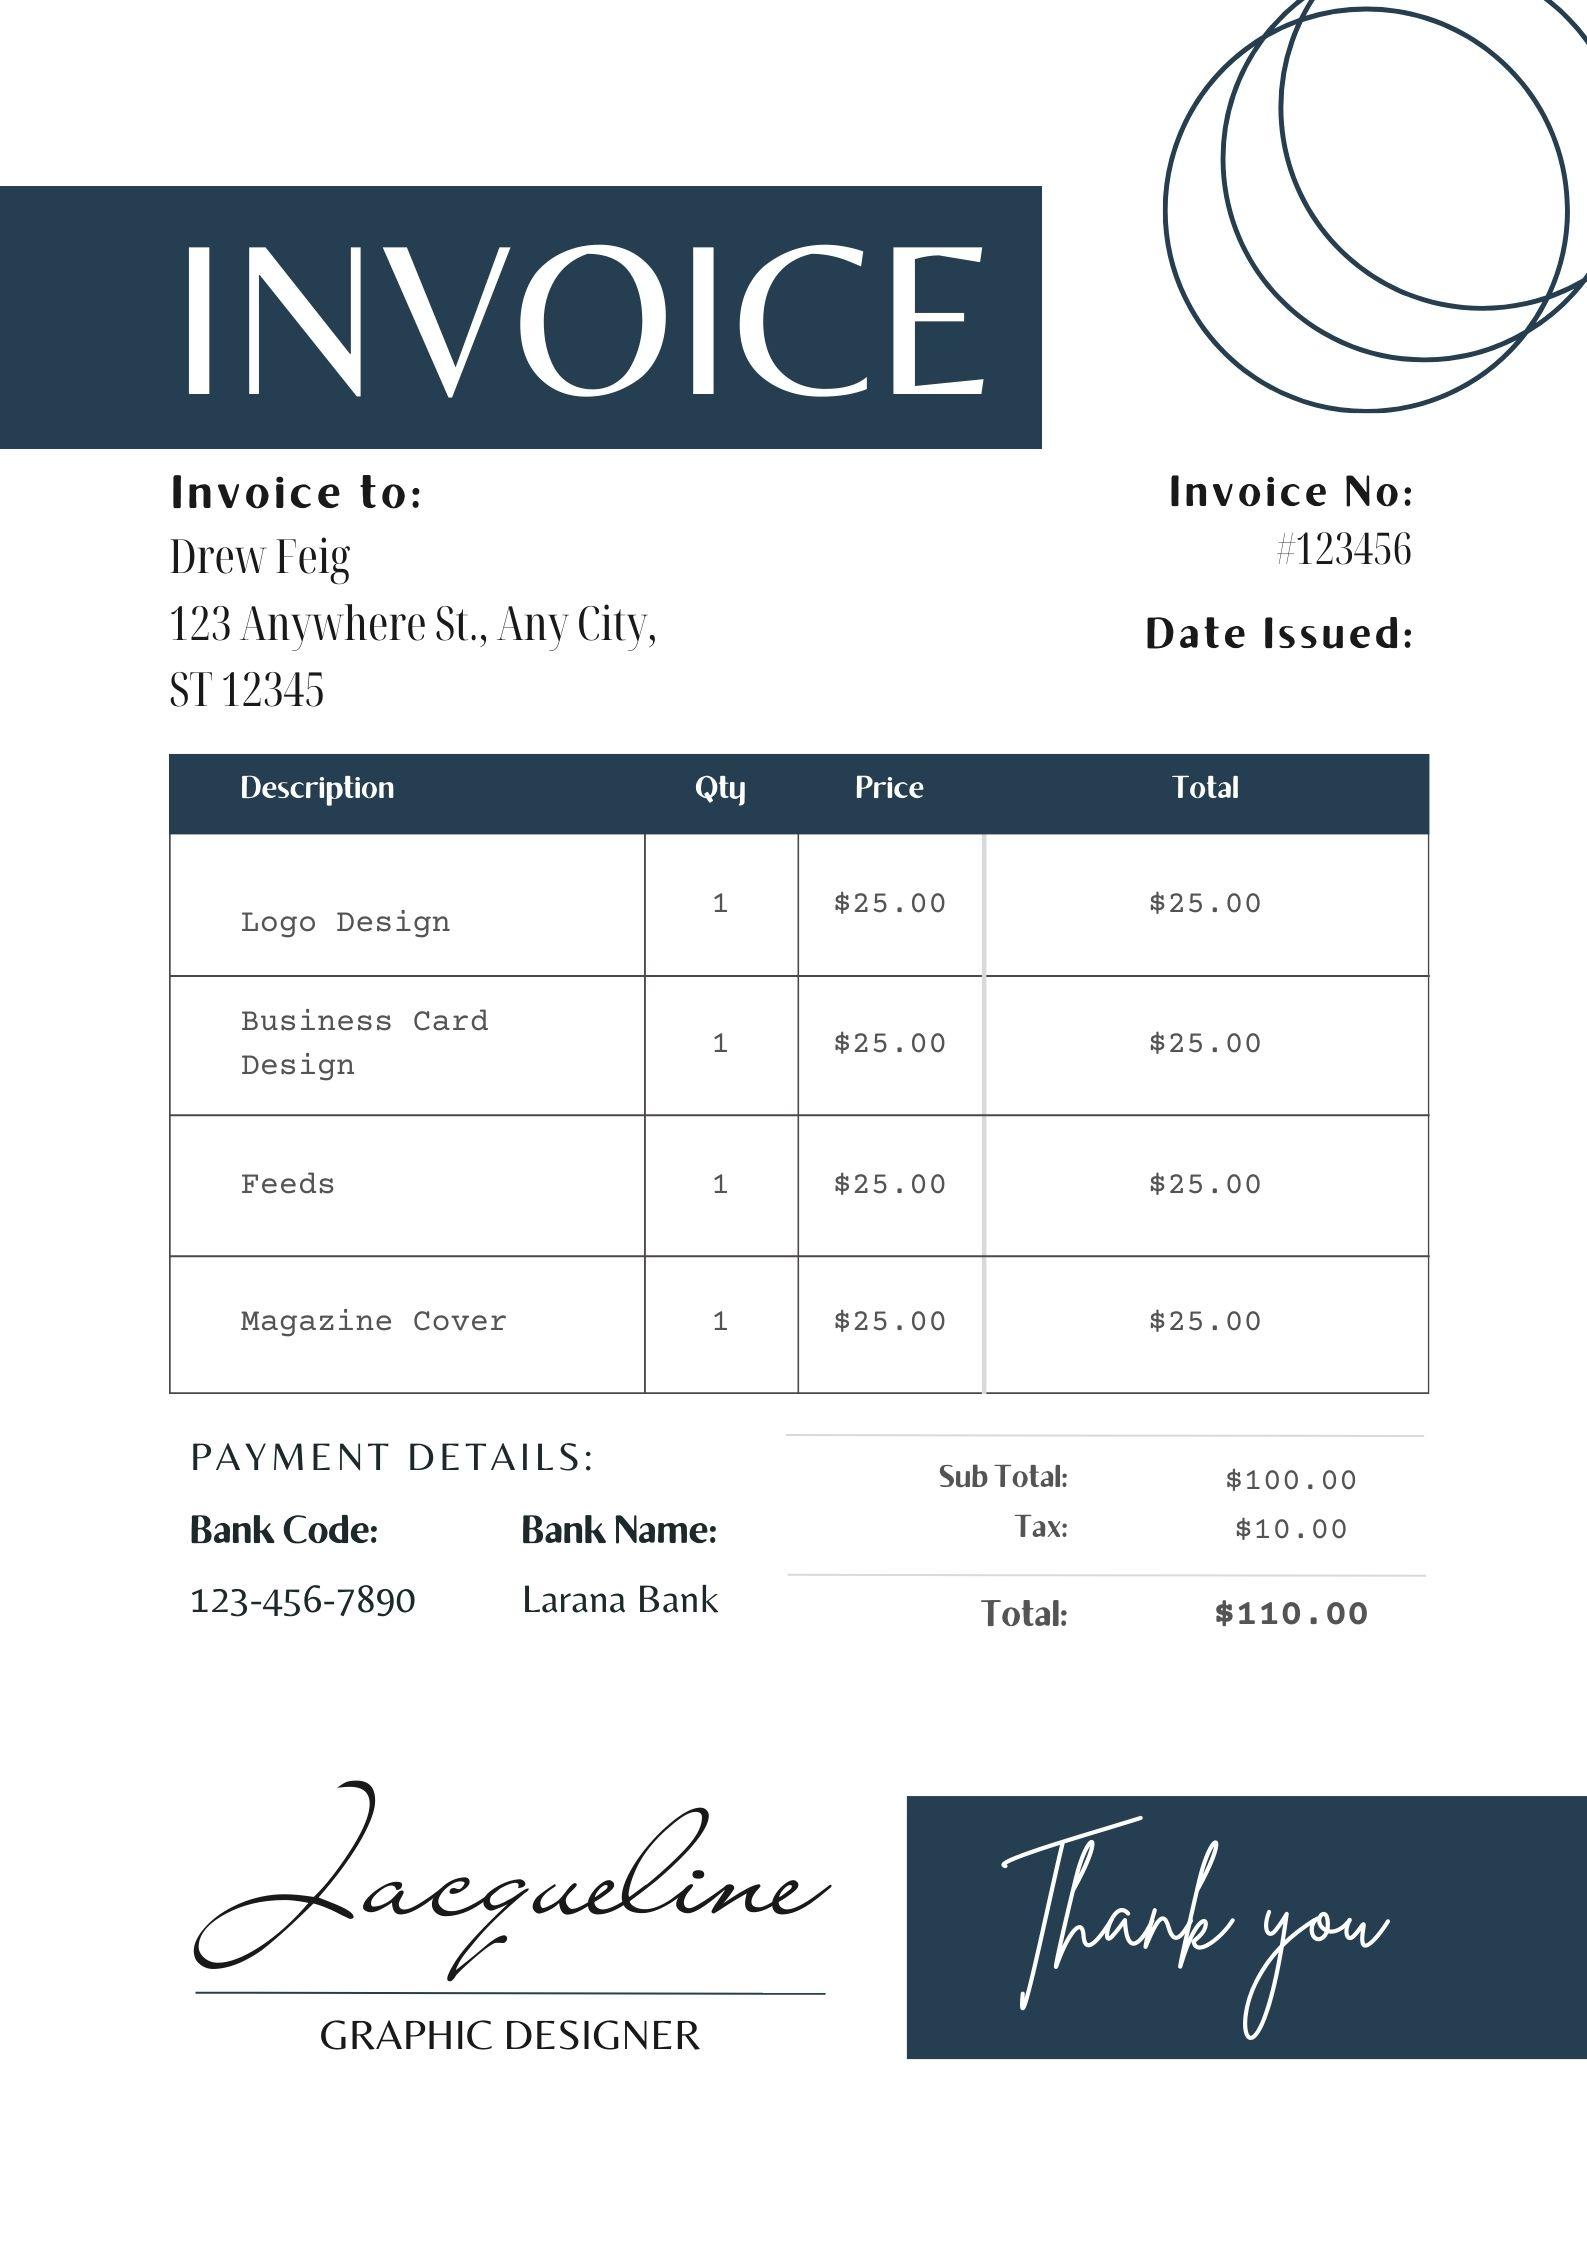 INVOICE
Invoice to:
Drew Feig
123 Anywhere St., Any City,
ST 12345
Invoice No:
#123456
Date Issued:
Description Qty Price Total
Logo Design 1 $25.00 $25.00
Business Card
Design 1 $25.00 $25.00
Feeds 1 $25.00 $25.00
Magazine Cover 1 $25.00 $25.00
PAYMENT DETAILS:
Bank Code: Bank Name:
123-456-7890 Larana Bank
Sub Total: $100.00
Tax: $10.00
Total: $110.00
Jacqueline
GRAPHIC DESIGNER
Thank you